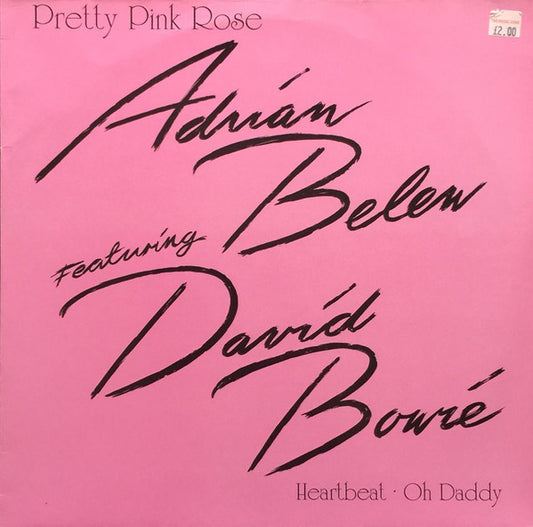 Pretty Pink Rose
£2.00
Adrian
Belew
Featuring
David
Bowie
Heartbeat · Oh Daddy